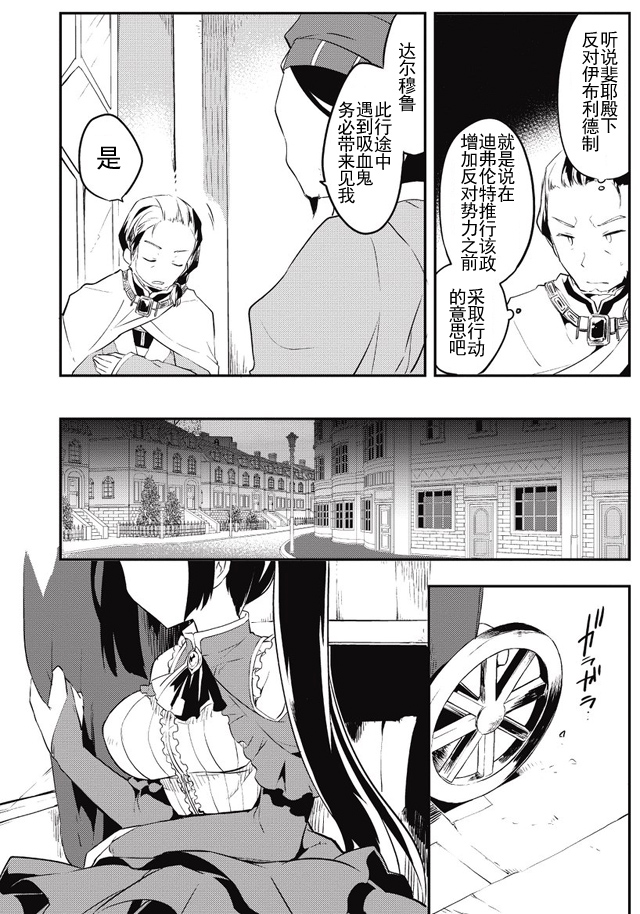 听说斐耶殿下
反对伊布利德制
就是说在
迪弗伦特推行该政
增加反对势力之前
采取行动
的意思吧
达尔穆鲁
此行途中
遇到吸血鬼
务必带来见我
是
ガラガラ